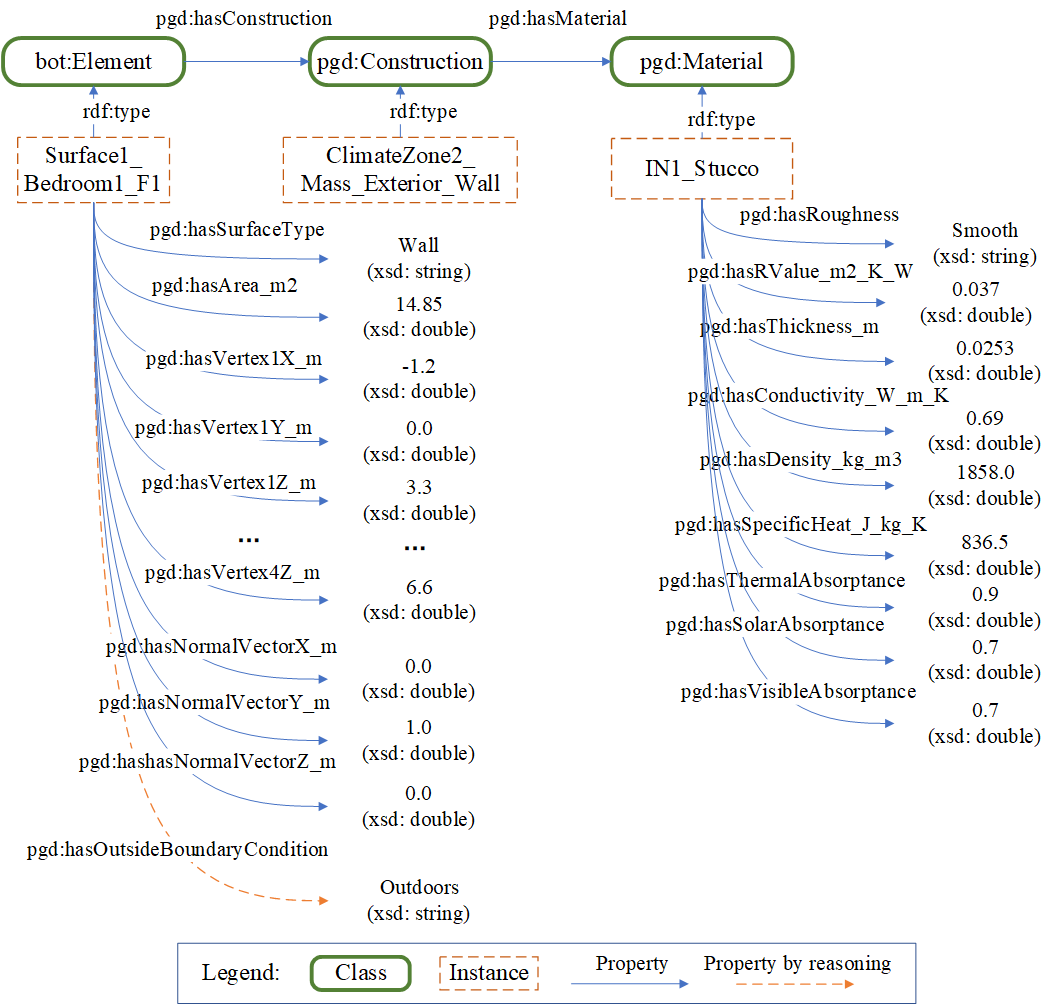 pgd:hasConstruction
pgd:hasMaterial
bot:Element
pgd:Construction
pgd:Material
rdf:type
rdf:type
rdf:type
Surface1_
Bedroom1_F1
ClimateZone2_
Mass_Exterior_Wall
IN1_Stucco
pgd:hasSurfaceType
Wall
(xsd: string)
pgd:hasArea_m2
14.85
(xsd: double)
pgd:hasVertex1X_m
-1.2
(xsd: double)
pgd:hasVertex1Y_m
0.0
(xsd: double)
pgd:hasVertex1Z_m
3.3
(xsd: double)
...
...
pgd:hasVertex4Z_m
6.6
(xsd: double)
pgd:hasNormalVectorX_m
0.0
(xsd: double)
pgd:hasNormalVectorY_m
1.0
(xsd: double)
pgd:hashasNormalVectorZ_m
0.0
(xsd: double)
pgd:hasOutsideBoundaryCondition
Outdoors
(xsd: string)
pgd:hasRoughness
Smooth
(xsd: string)
pgd:hasRValue_m2_K_W
0.037
(xsd: double)
pgd:hasThickness_m
0.0253
(xsd: double)
pgd:hasConductivity_W_m_K
0.69
(xsd: double)
pgd:hasDensity_kg_m3
1858.0
(xsd: double)
pgd:hasSpecificHeat_J_kg_K
836.5
(xsd: double)
pgd:hasThermalAbsorptance
0.9
(xsd: double)
pgd:hasSolarAbsorptance
0.7
(xsd: double)
pgd:hasVisibleAbsorptance
0.7
(xsd: double)
Legend:
Class
Instance
Property
Property by reasoning